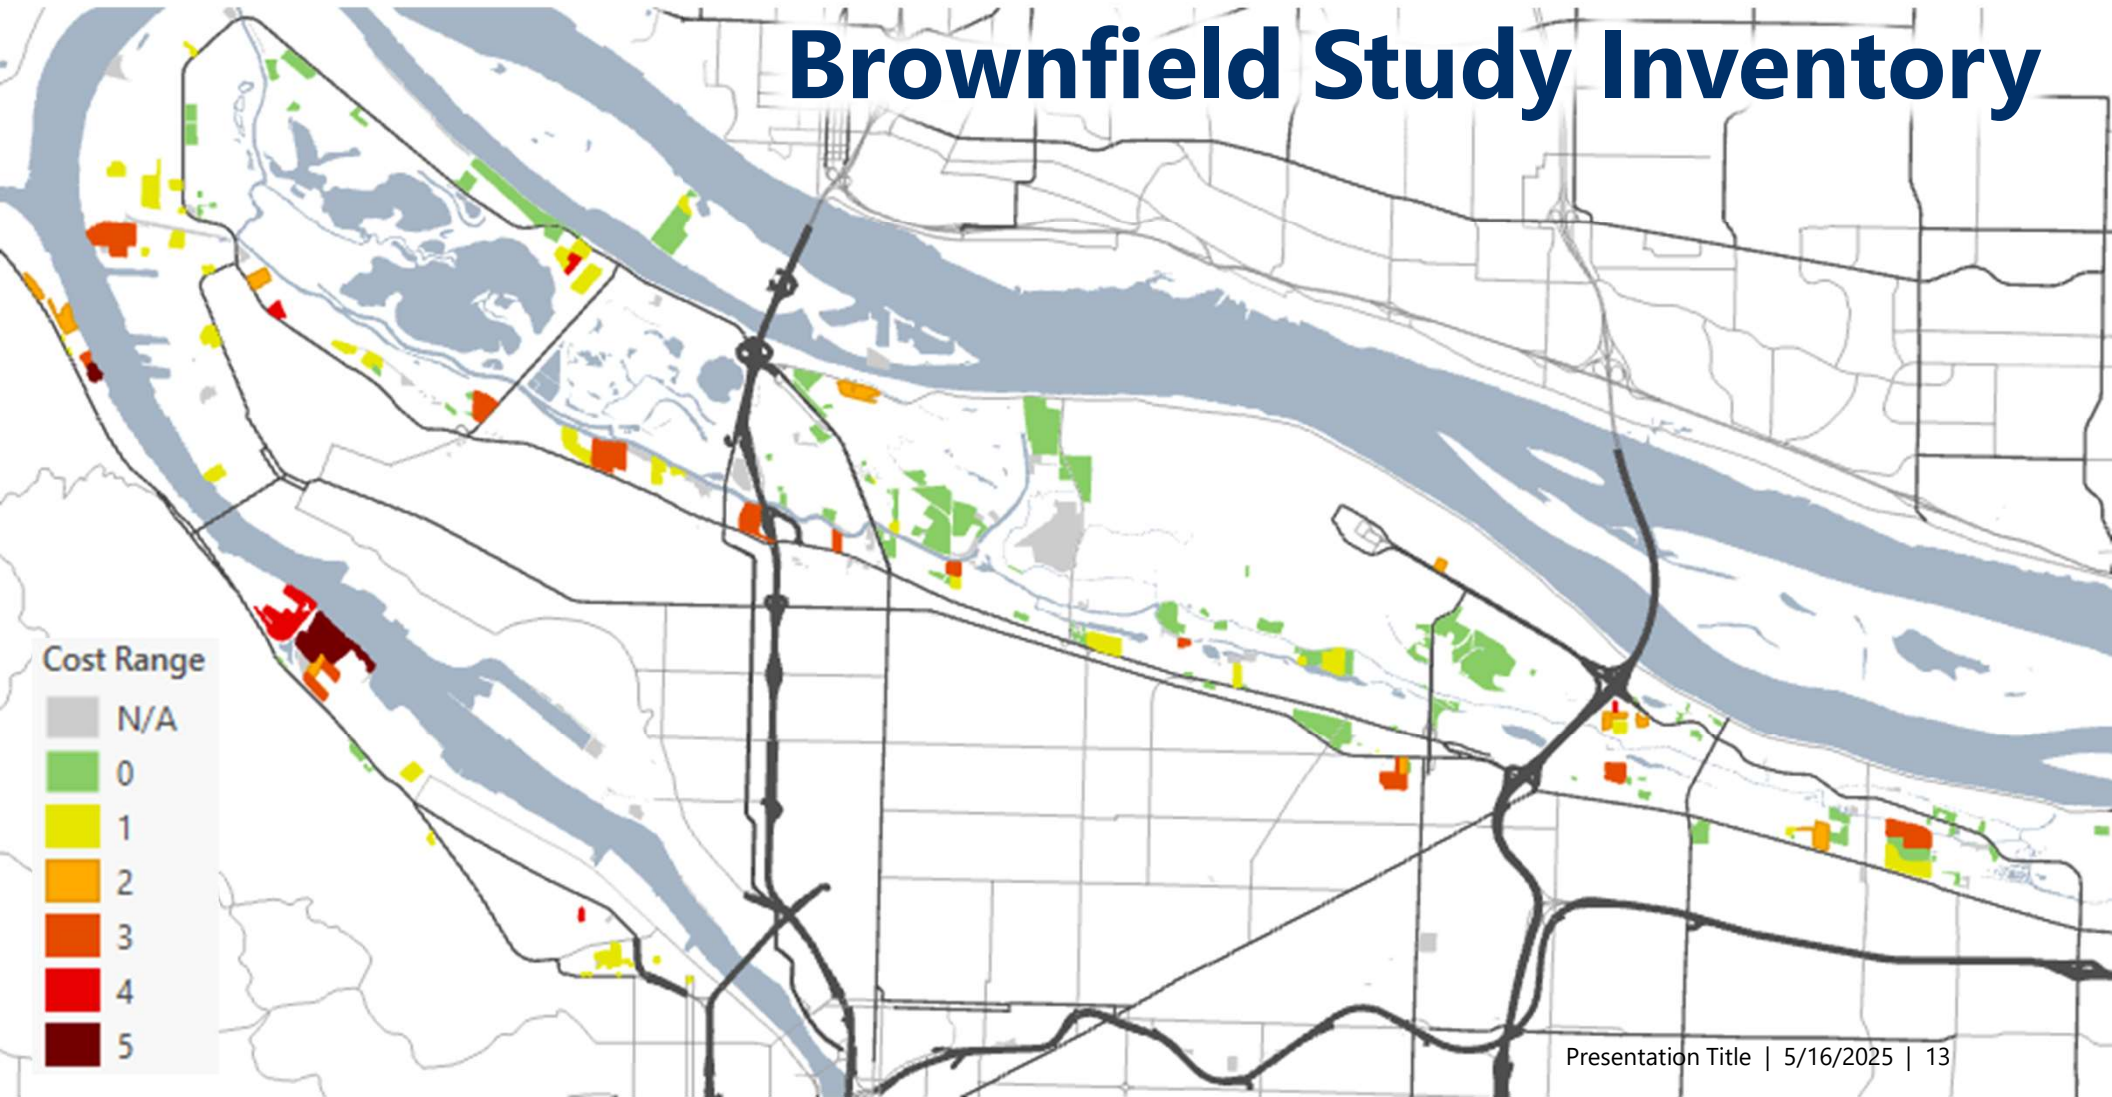 Brownfield Study Inventory
Cost Range
N/A
0
1
2
3
4
5
Presentation Title | 5/16/2025 | 13